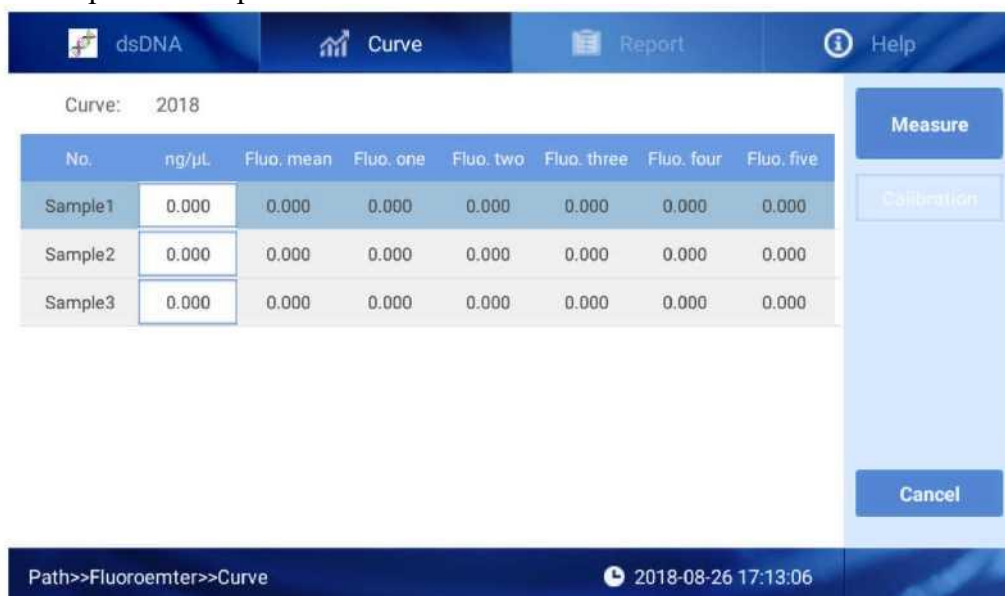 dsDNA Curve Report Help
Curve: 2018
Measure
No. ng/µL Fluo. mean Fluo. one Fluo. two Fluo. three Fluo. four Fluo. five
Sample1 0.000 0.000 0.000 0.000 0.000 0.000 0.000
Calibration
Sample2 0.000 0.000 0.000 0.000 0.000 0.000 0.000
Sample3 0.000 0.000 0.000 0.000 0.000 0.000 0.000
Cancel
Path>>Fluoroemter>>Curve 2018-08-26 17:13:06